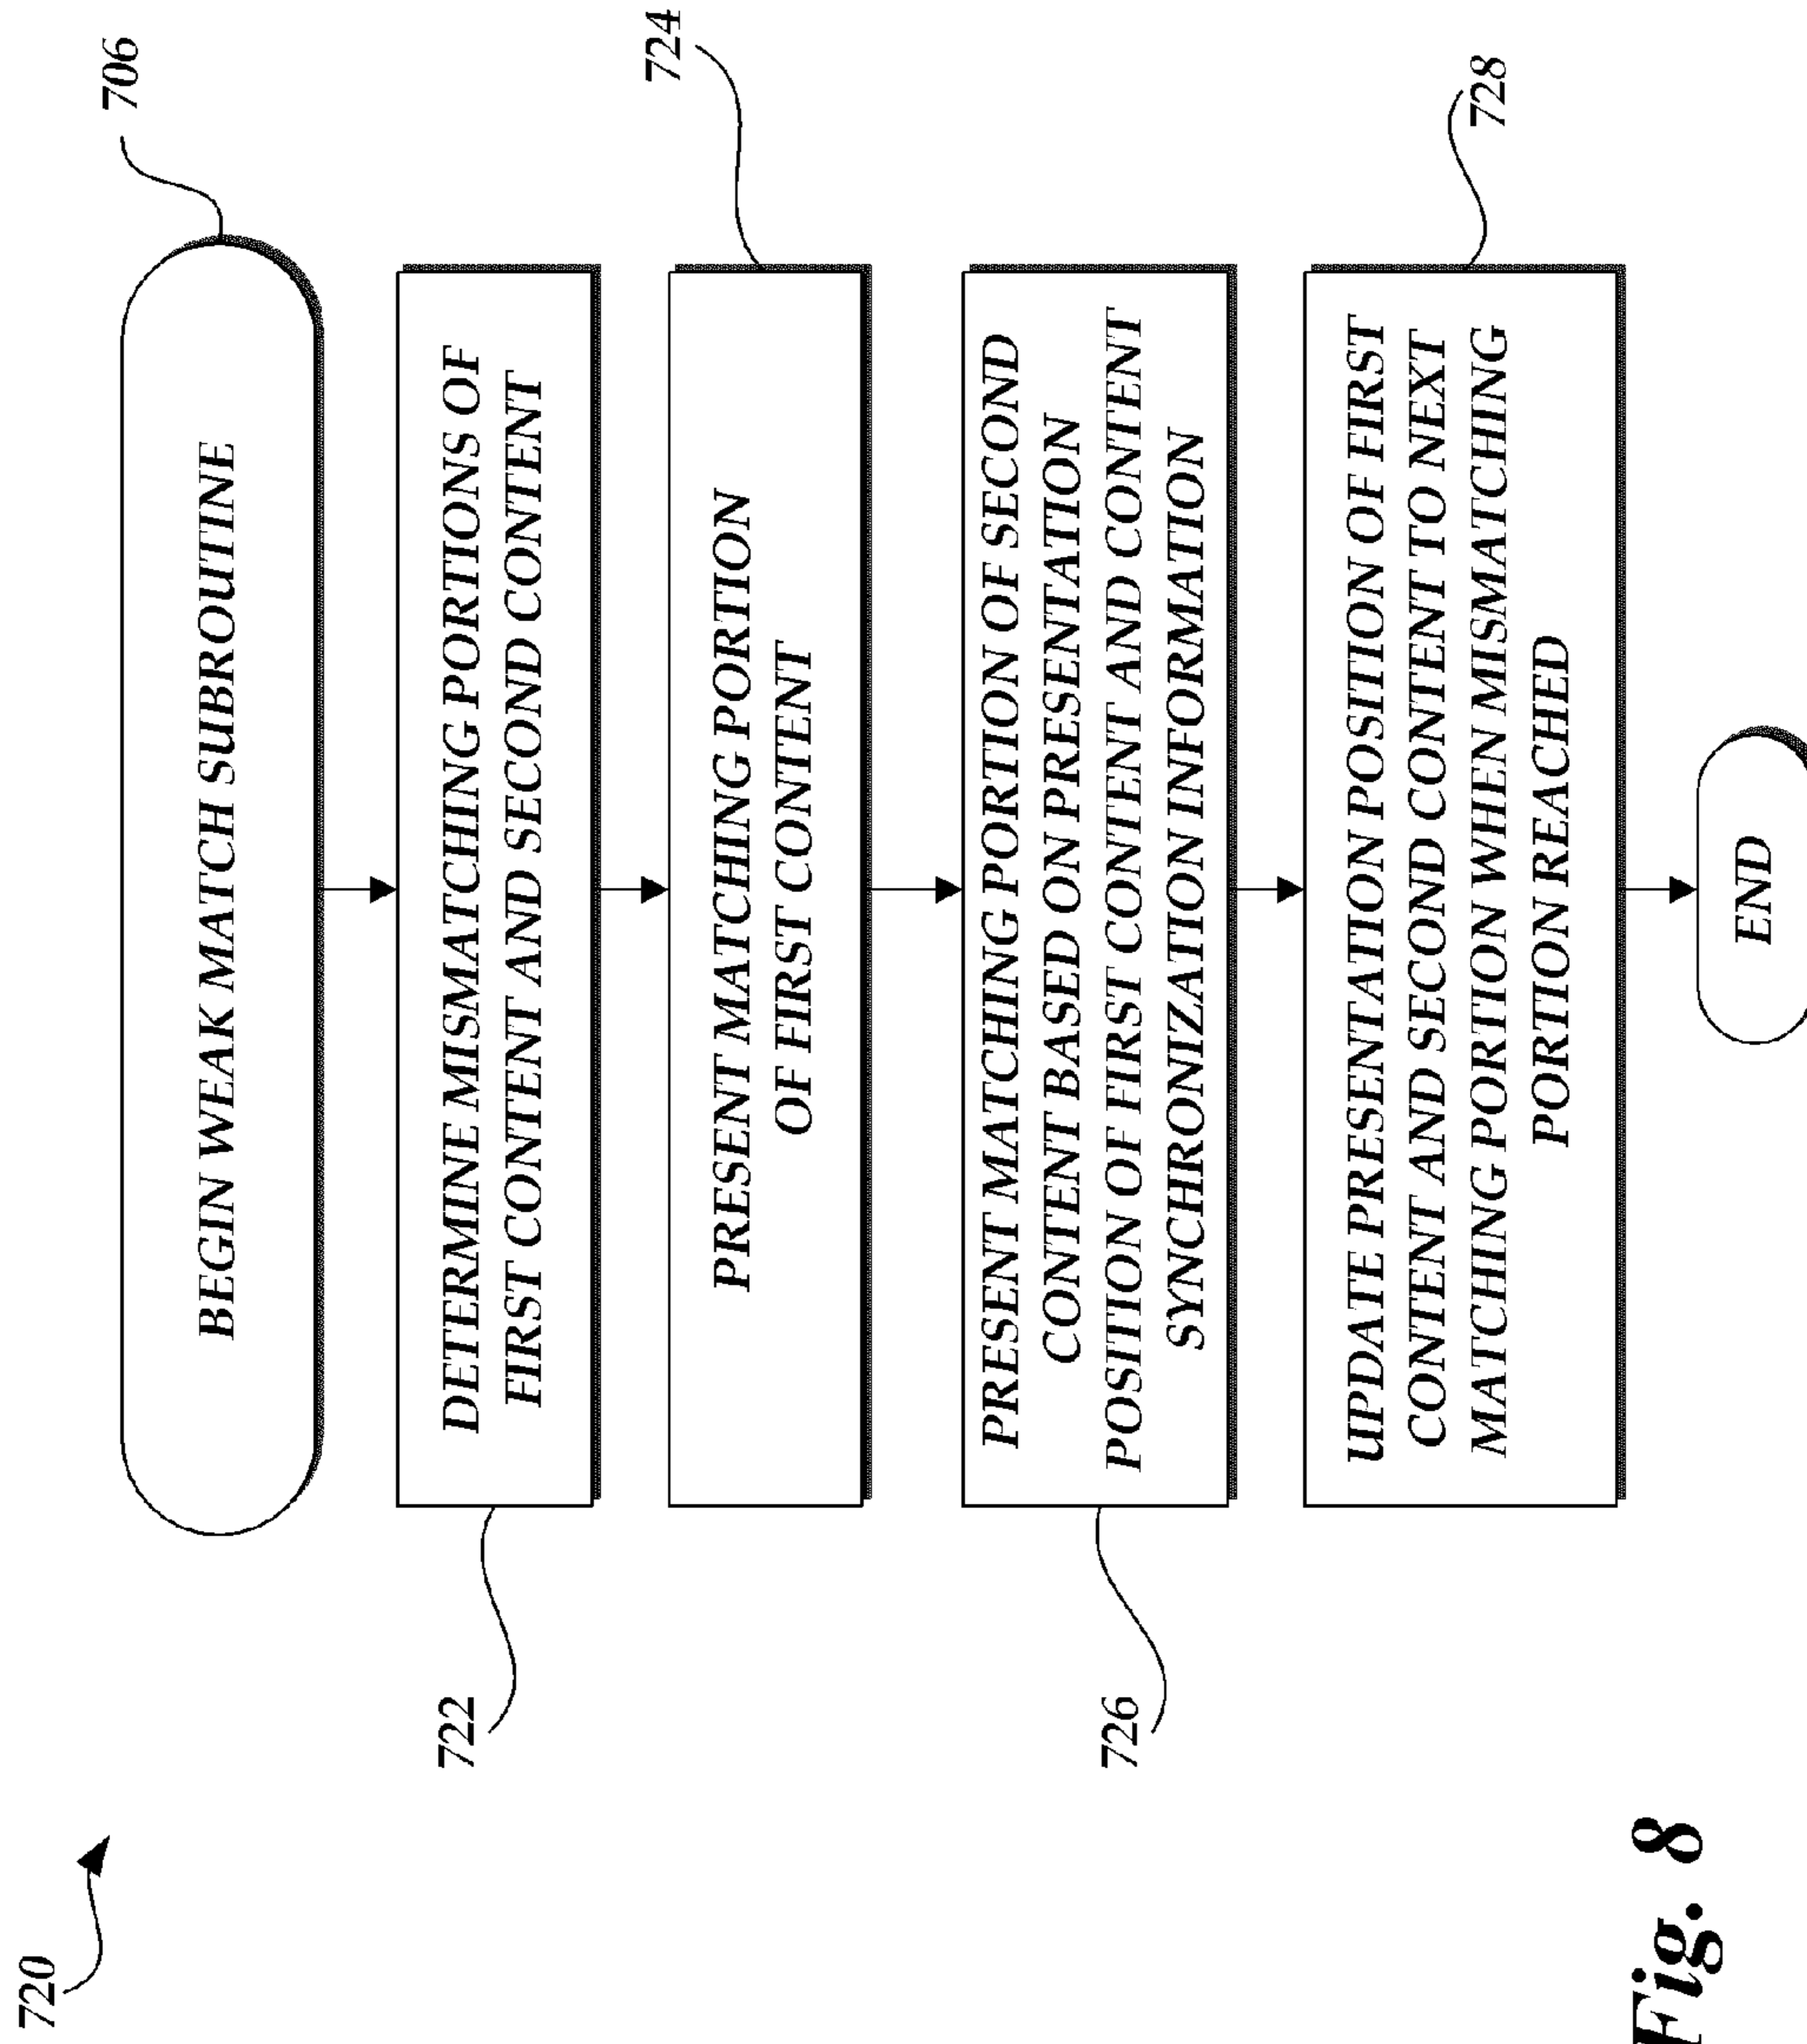 720
706
BEGIN WEAK MATCH SUBROUTINE
722
DETERMINE MISMATCHING PORTIONS OF
FIRST CONTENT AND SECOND CONTENT
724
PRESENT MATCHING PORTION
OF FIRST CONTENT
726
PRESENT MATCHING PORTION OF SECOND
CONTENT BASED ON PRESENTATION
POSITION OF FIRST CONTENT AND CONTENT
SYNCHRONIZATION INFORMATION
728
UPDATE PRESENTATION POSITION OF FIRST
CONTENT AND SECOND CONTENT TO NEXT
MATCHING PORTION WHEN MISMATCHING
PORTION REACHED
END
Fig. 8